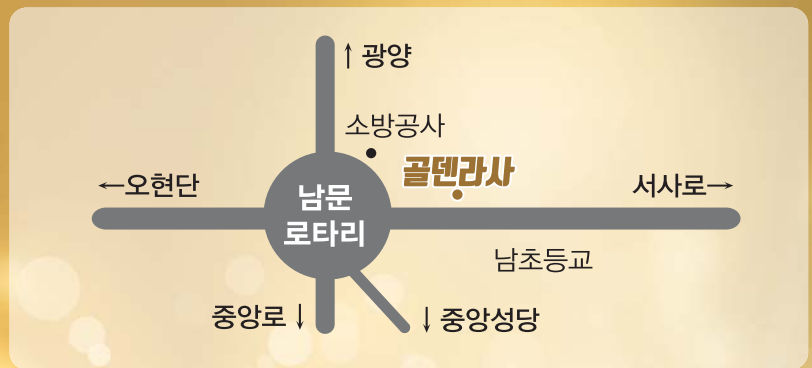 ↑ 광양
소방공사
골덴라사
←오현단
서사로→
남문
로타리
남초등교
중앙로 ↓
↓ 중앙성당